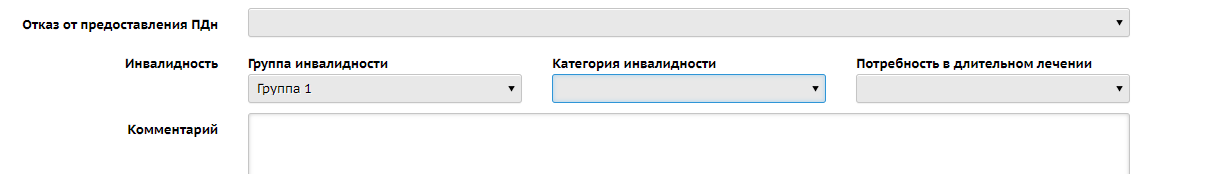 Отказ от предоставления ПДн
Инвалидность
Группа инвалидности
Категория инвалидности
Потребность в длительном лечении
Группа 1
Комментарий